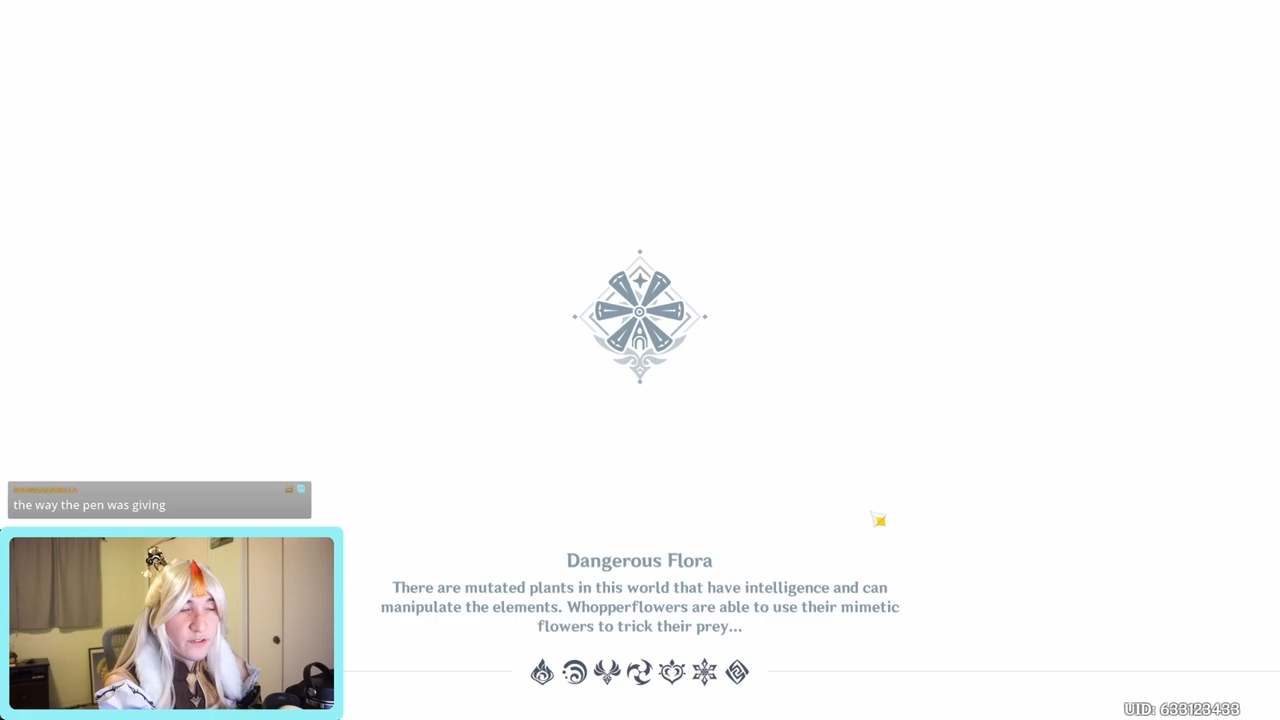 the way the pen was giving
Dangerous Flora
There are mutated plants in this world that have intelligence and can
manipulate the elements. Whopperflowers are able to use their mimetic
flowers to trick their prey...
UID: 633123433